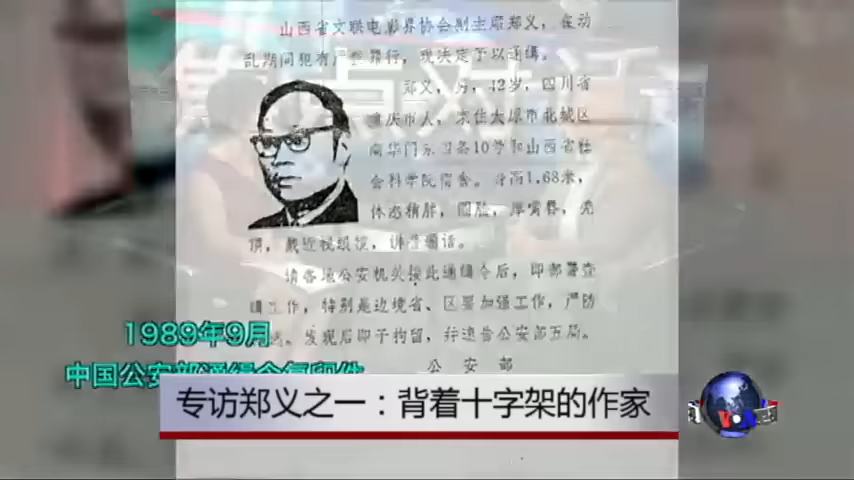 山西省文联电影界协会副主席郑义，在动
乱期间犯有严重罪行，现决定予以通缉。
焦点对话
郑义，男，42岁，四川省
重庆市人，家住太原市北城区
南华门东四条10号和山西省社
会科学院宿舍。身高1.68米，
体态稍胖，圆脸，厚嘴唇，秃
顶，戴近视眼镜，讲普通话。
请各地公安机关接此通缉令后，即部署查
缉工作，特别是边境省、区要加强工作，严防
外逃。发现后即予拘留，并速告公安部五局。
公安部
1989年9月
中国公安部通缉令复印件
专访郑义之一：背着十字架的作家
VOA